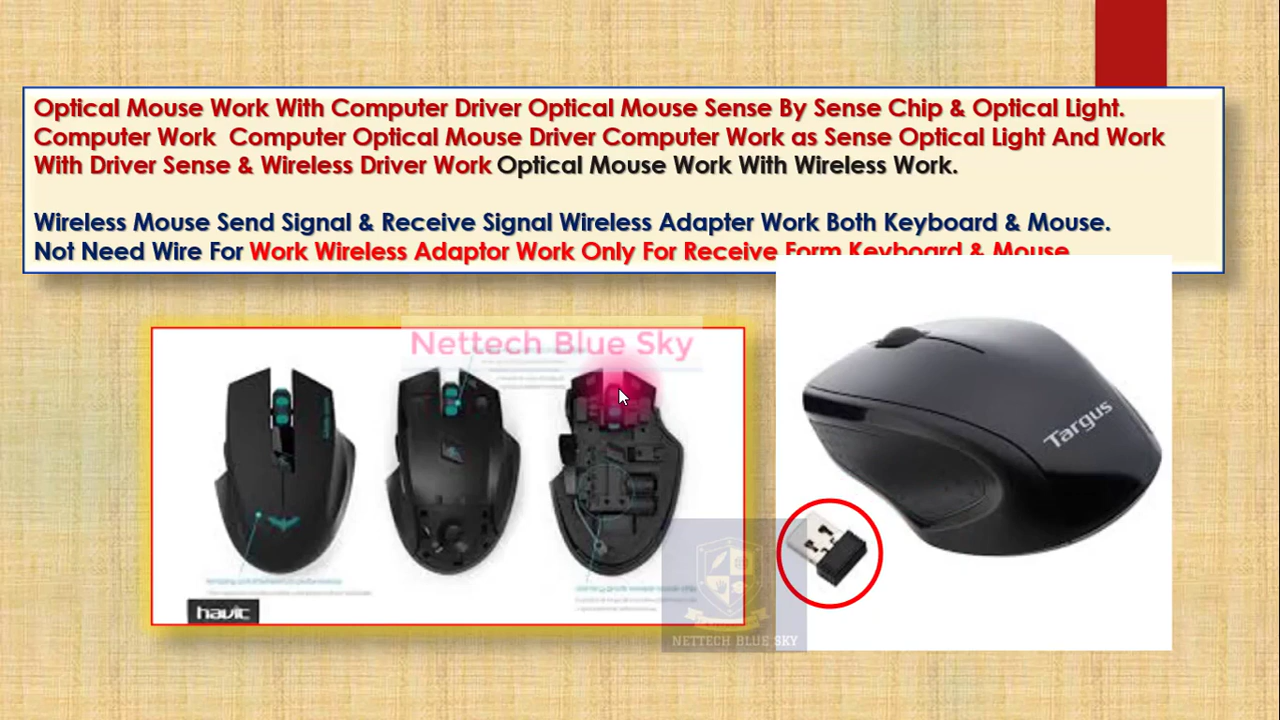 Optical Mouse Work With Computer Driver Optical Mouse Sense By Sense Chip & Optical Light.
Computer Work Computer Optical Mouse Driver Computer Work as Sense Optical Light And Work
With Driver Sense & Wireless Driver Work Optical Mouse Work With Wireless Work.
Wireless Mouse Send Signal & Receive Signal Wireless Adapter Work Both Keyboard & Mouse.
Not Need Wire For Work Wireless Adaptor Work Only For Receive Form Keyboard & Mouse
Nettech Blue Sky
Targus
havic
NETTECH BLUE SKY